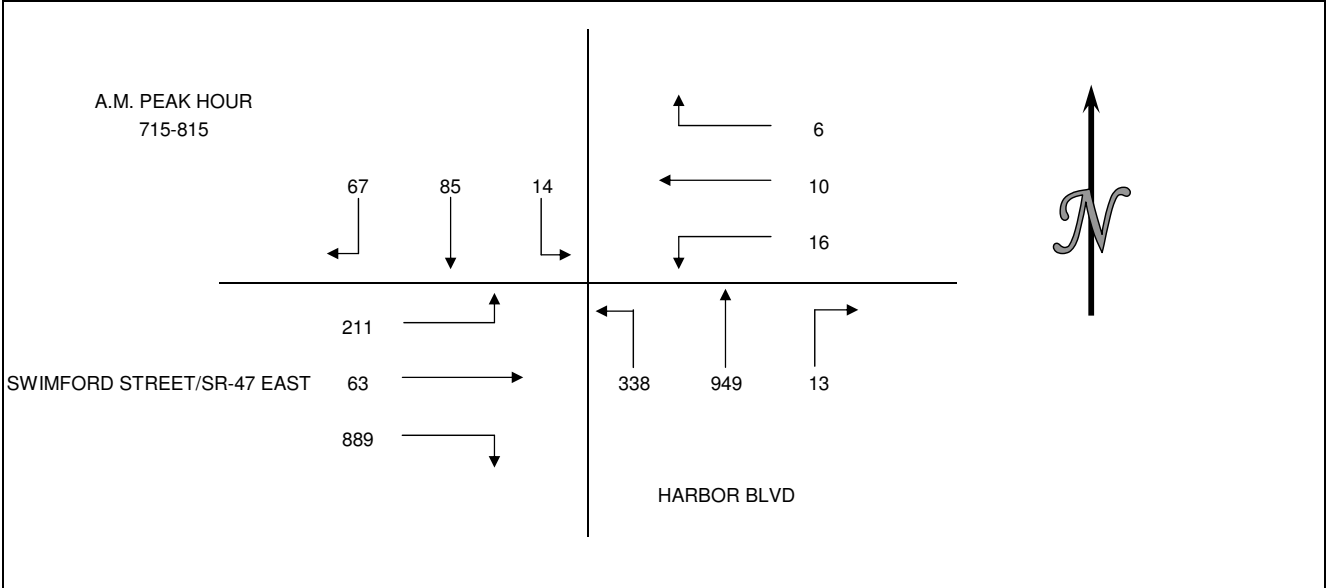 A.M. PEAK HOUR
715-815
6
10
16
67 85 14
211
SWIMFORD STREET/SR-47 EAST 63
889
338 949 13
HARBOR BLVD
N